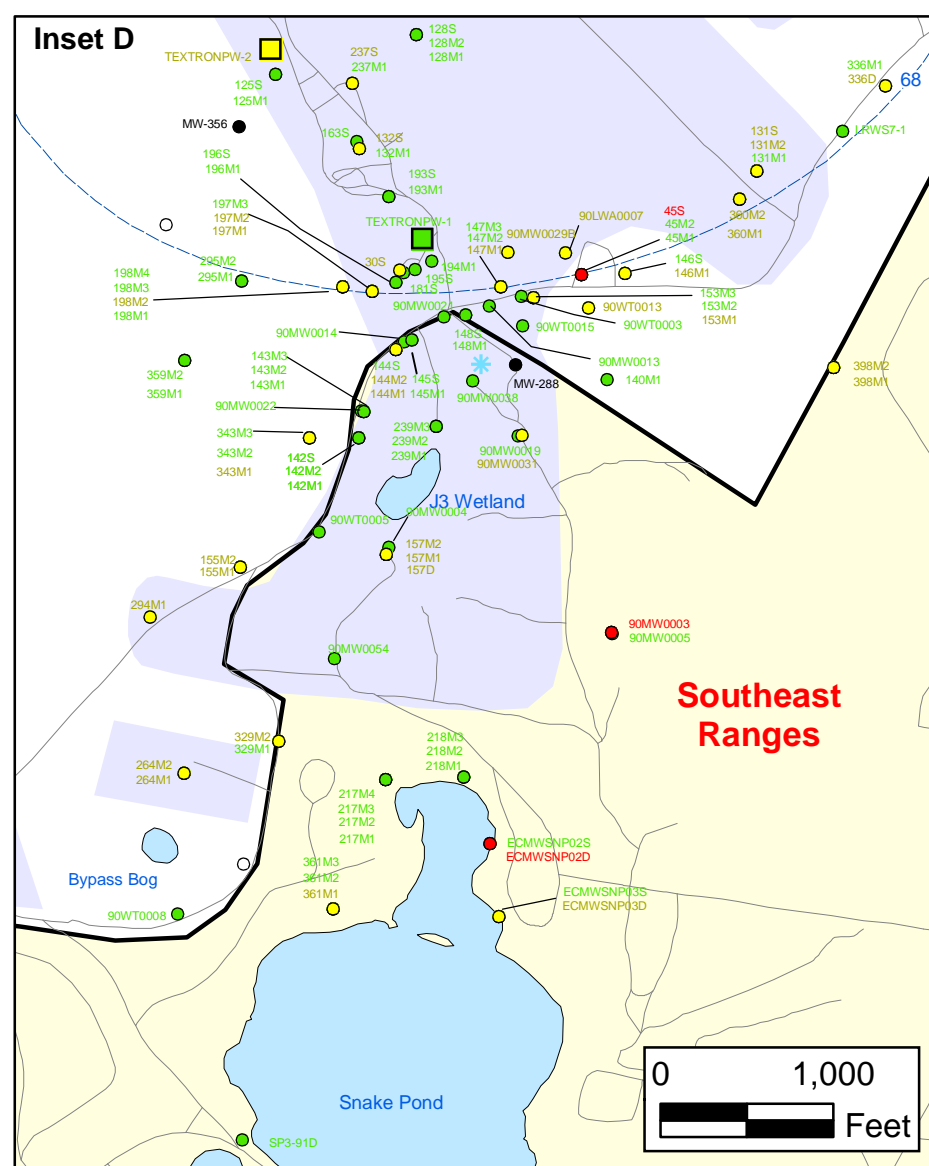 Inset D
TEXTRONPW-2
125S
125M1
MW-356
237S
237M1
128S
128M2
128M1
336M1
336D
68
LRWS7-1
163S
132S
132M1
196S
196M1
193S
193M1
131S
131M2
131M1
360M2
360M1
197M3
197M2
197M1
TEXTRONPW-1
30S
194M1
195S
181S
147M3
147M2
147M1
90MW0029B
90LWA0007
45S
45M2
45M1
146S
146M1
295M2
295M1
198M4
198M3
198M2
198M1
90MW0021
153M3
153M2
153M1
90WT0013
90WT0003
90WT0015
90MW0014
148S
148M1
90MW0013
140M1
MW-288
90MW0038
398M2
398M1
359M2
359M1
143M3
143M2
143M1
144S
144M2
144M1
145S
145M1
90MW0022
343M3
343M2
343M1
142S
142M2
142M1
239M3
239M2
239M1
90MW0019
90MW0031
J3 Wetland
90MW0004
90WT0005
157M2
157M1
157D
155M2
155M1
294M1
90MW0054
90MW0003
90MW0005
Southeast
Ranges
329M2
329M1
264M2
264M1
218M3
218M2
218M1
217M4
217M3
217M2
217M1
ECMWSNP02S
ECMWSNP02D
361M3
361M2
361M1
ECMWSNP03S
ECMWSNP03D
Bypass Bog
90WT0008
Snake Pond
SP3-91D
0 1,000
Feet